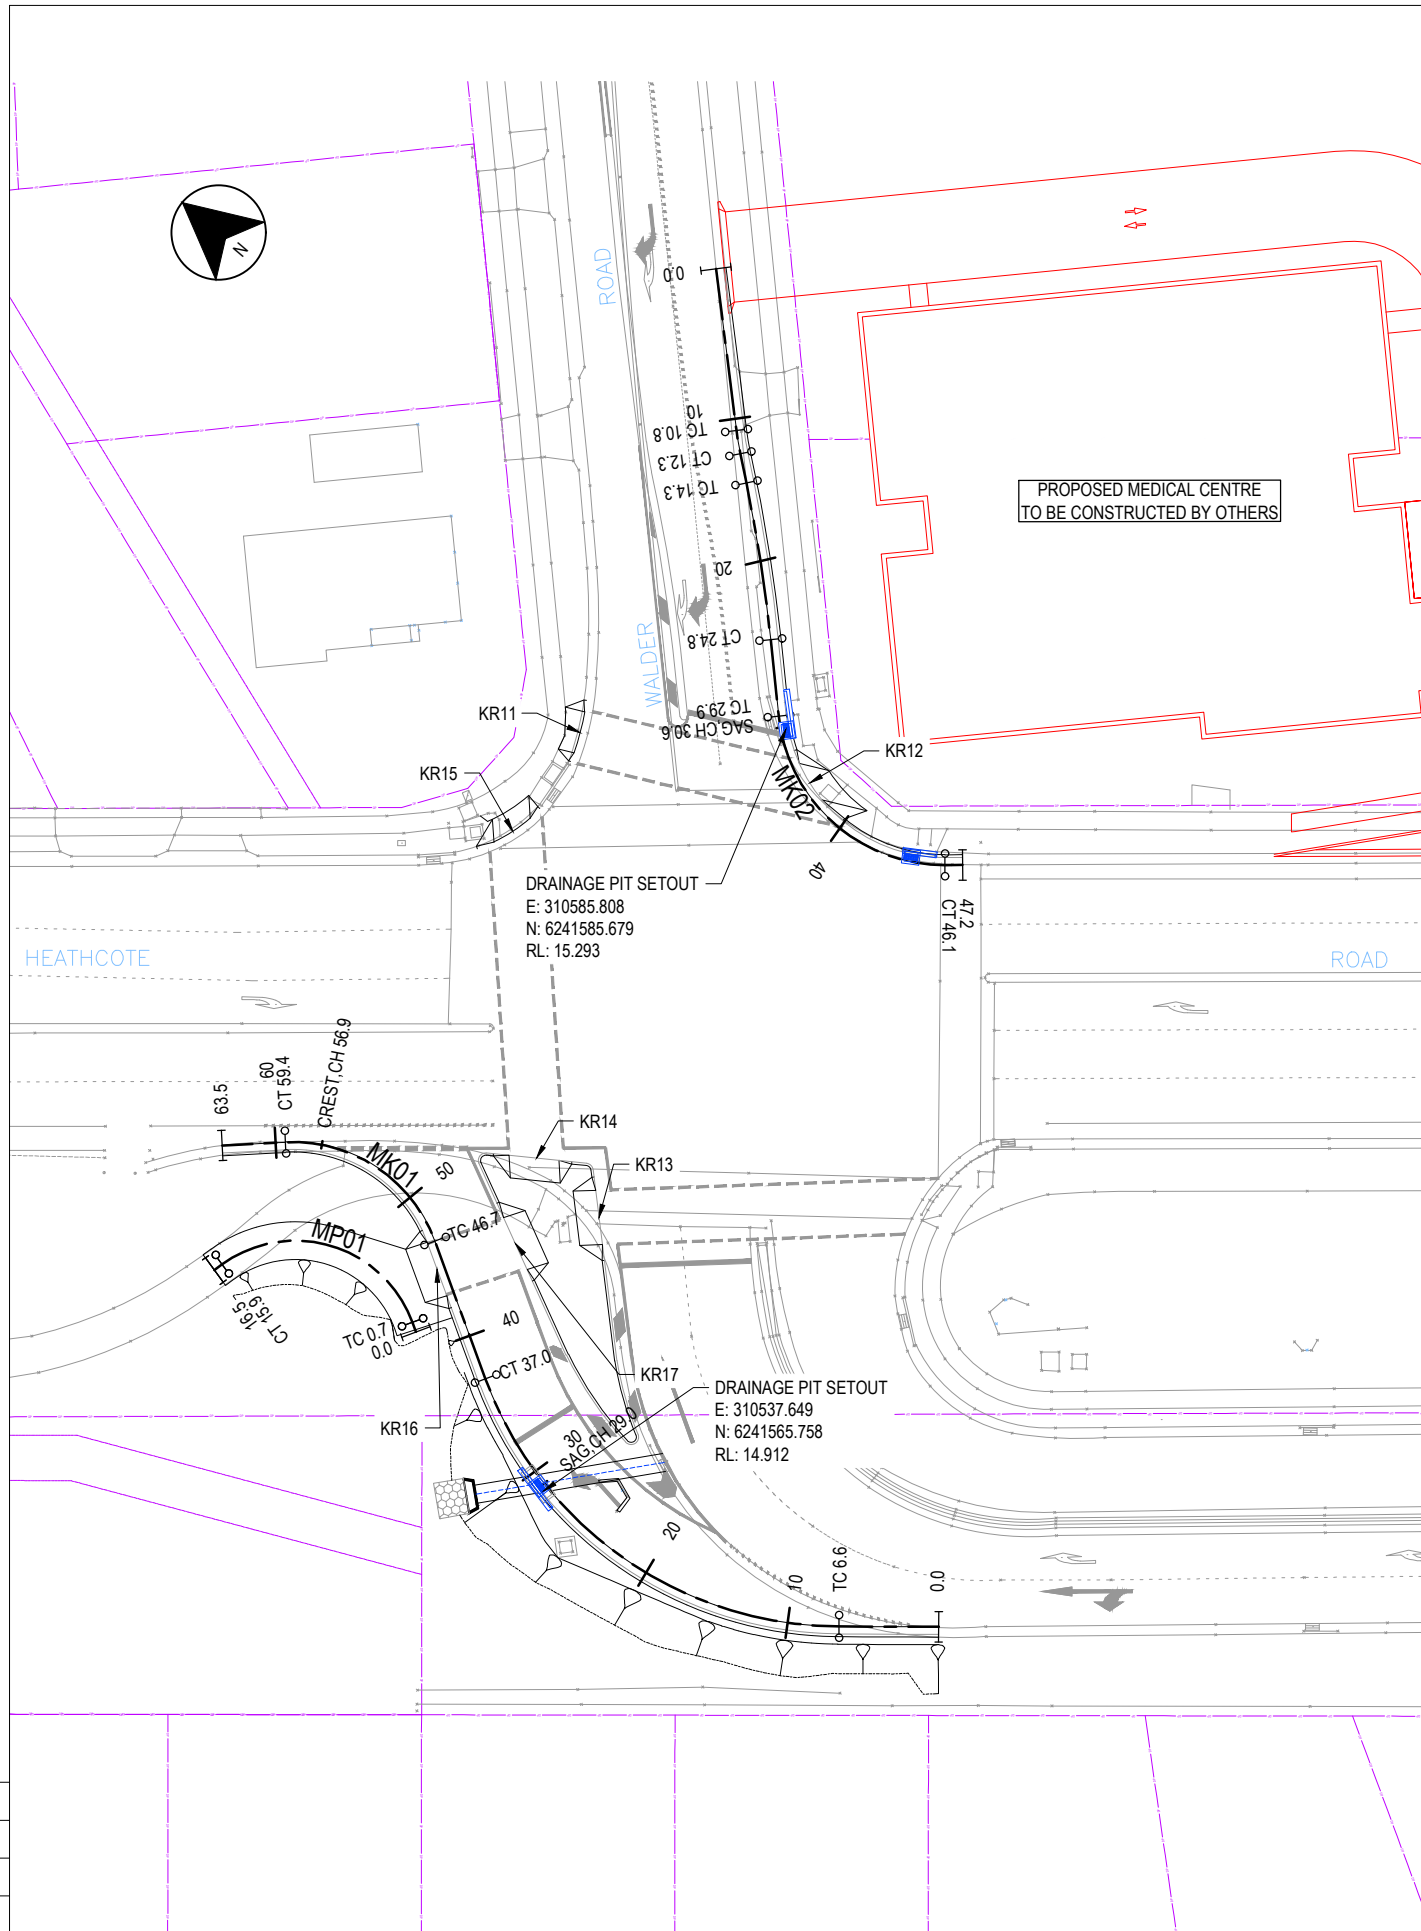 N
ROAD
0.0
10
TC 10.8
CT 12.3
TC 14.3
PROPOSED MEDICAL CENTRE
TO BE CONSTRUCTED BY OTHERS
20
CT 24.8
WALDER
TC 29.9
SAG,CH 30.6
KR11
KR12
KR15
MK02
40
DRAINAGE PIT SETOUT
E: 310585.808
N: 6241585.679
RL: 15.293
47.2
CT 46.1
HEATHCOTE
ROAD
63.5
60
CT 59.4
CREST,CH 56.9
KR14
MK01
50
KR13
TC 46.7
MP01
16.5
CT 15.9
TC 0.7
0.0
40
CT 37.0
KR17
KR16
DRAINAGE PIT SETOUT
E: 310537.649
N: 6241565.758
RL: 14.912
30
SAG,CH 29.0
20
10
TC 6.6
0.0